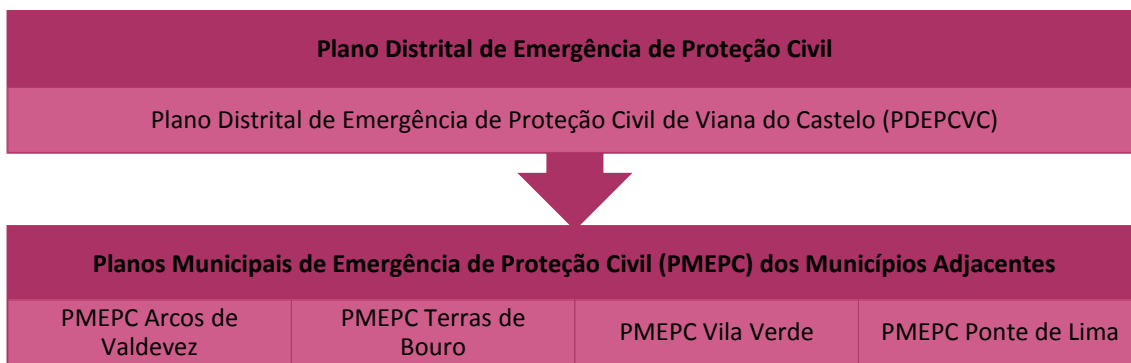 Plano Distrital de Emergência de Proteção Civil
Plano Distrital de Emergência de Proteção Civil de Viana do Castelo (PDEPCVC)
Planos Municipais de Emergência de Proteção Civil (PMEPC) dos Municípios Adjacentes
PMEPC Arcos de
Valdevez
PMEPC Terras de
Bouro
PMEPC Vila Verde
PMEPC Ponte de Lima